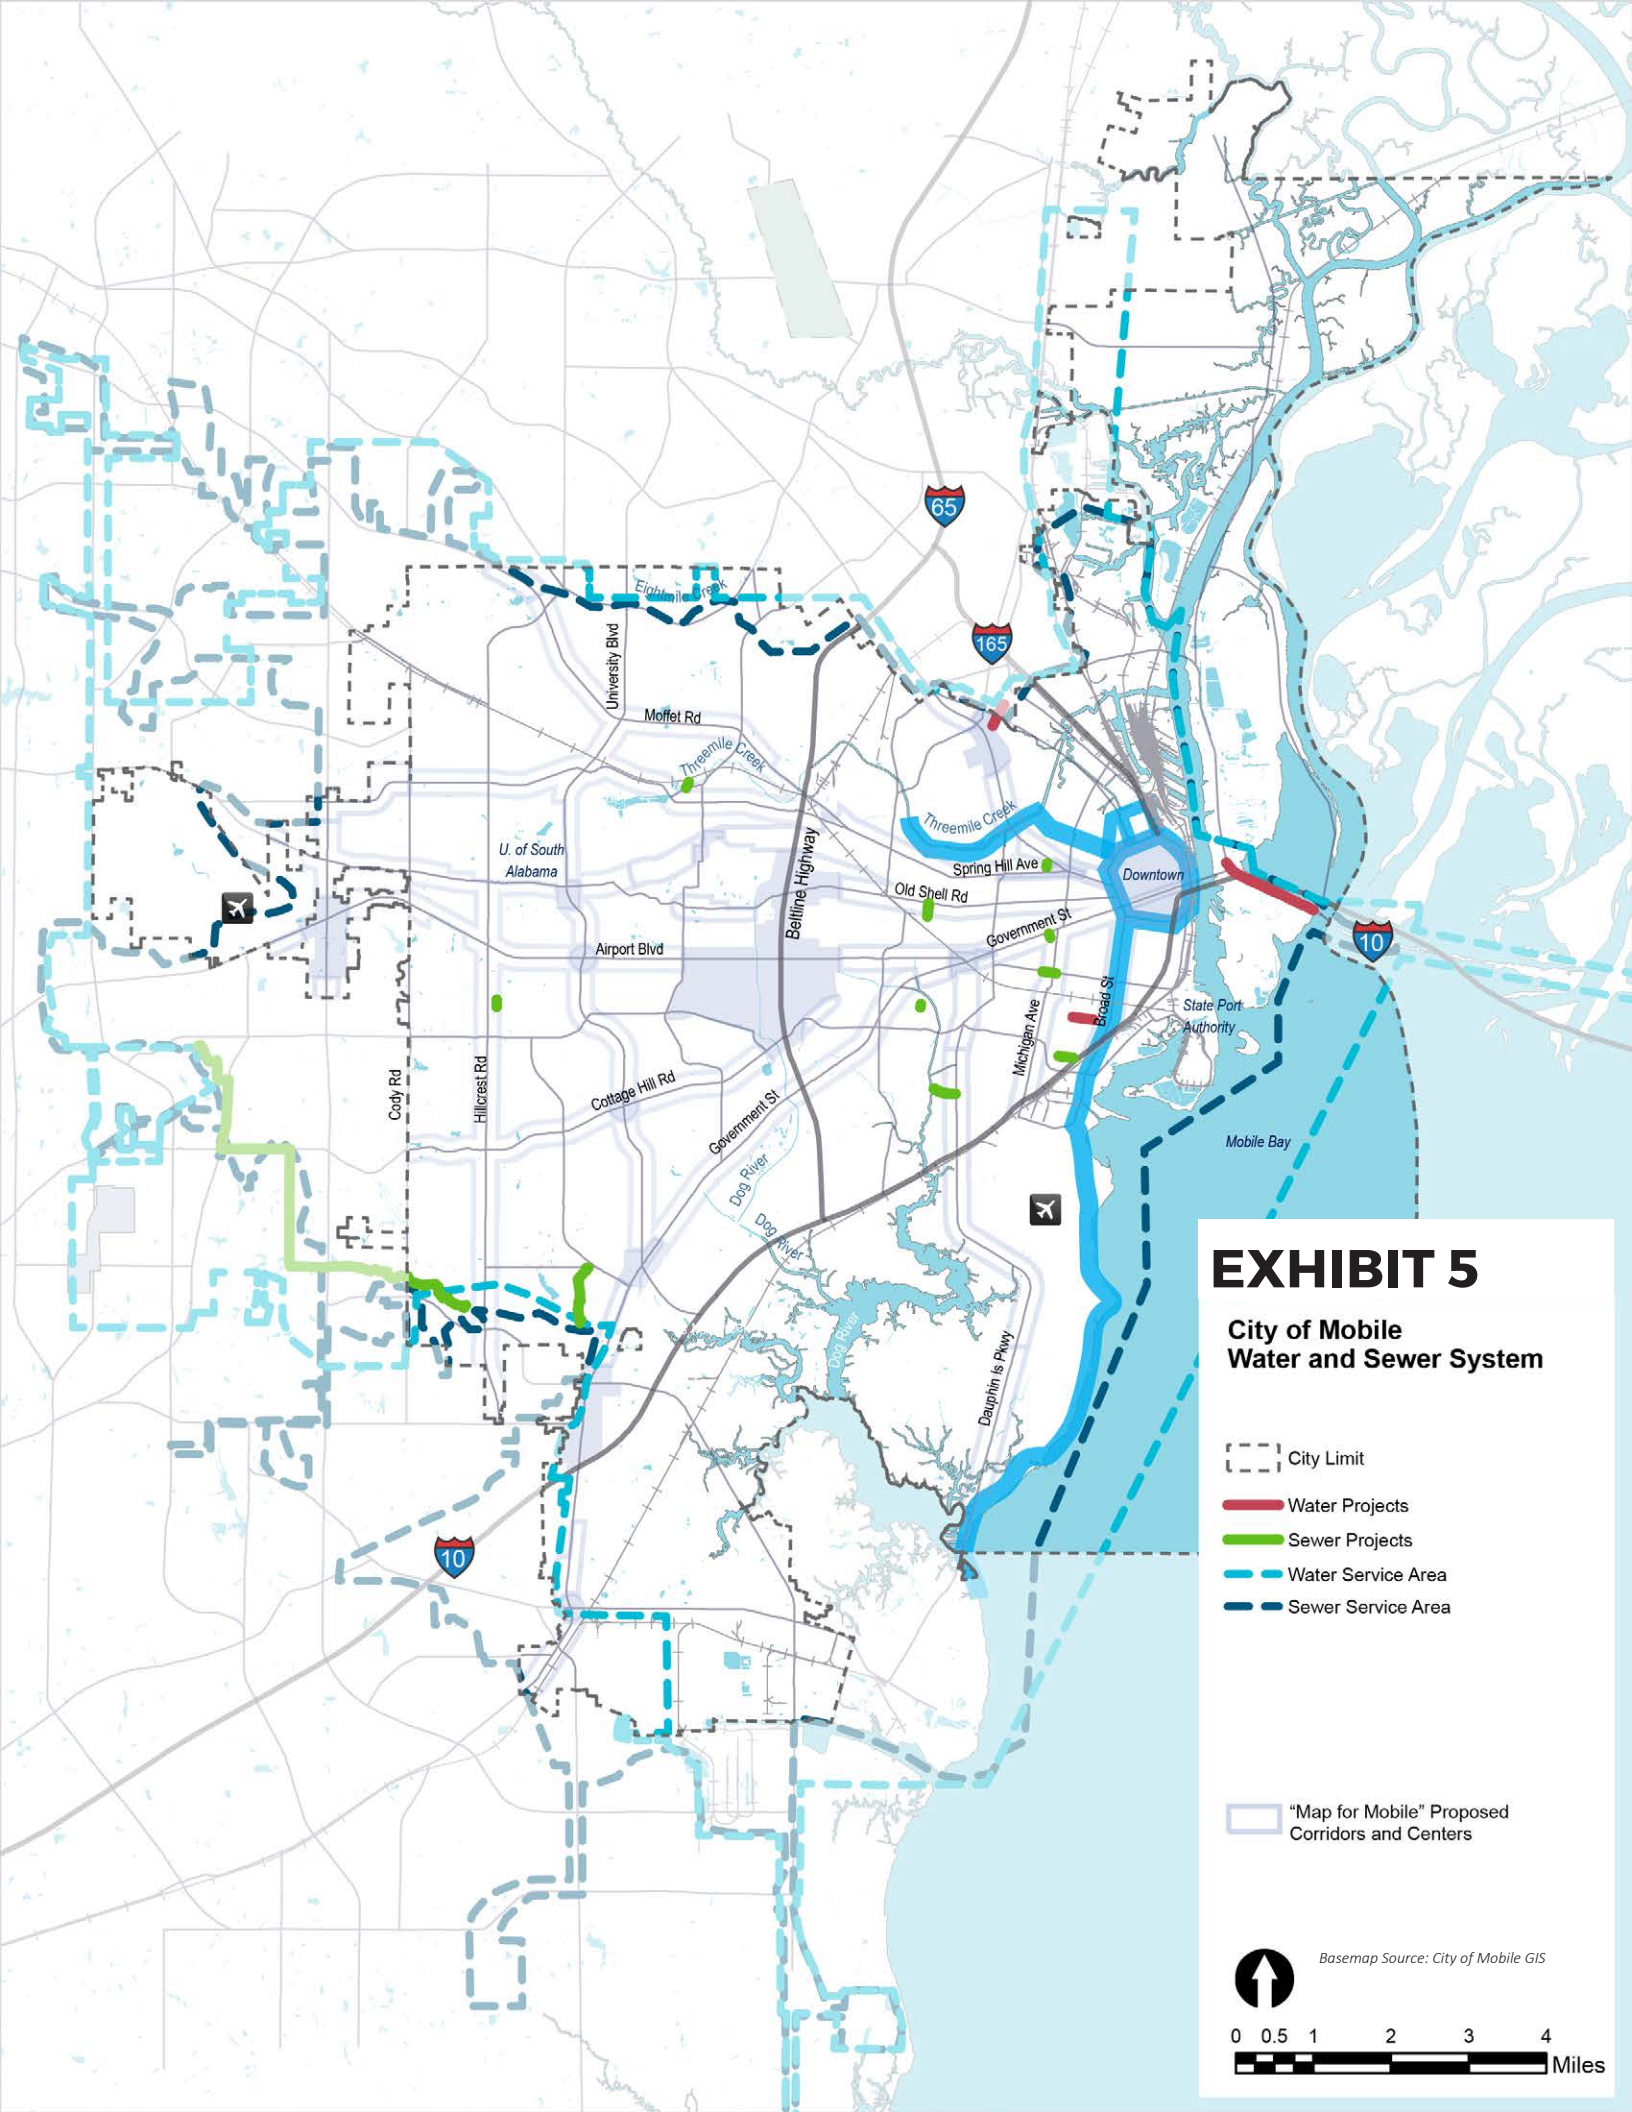 65
165
Eightmile Creek
University Blvd
Moffet Rd
Threemile Creek
Threemile Creek
U. of South
Alabama
Beltline Highway
Spring Hill Ave
Downtown
Old Shell Rd
Government St
Airport Blvd
10
Broad St
State Port
Authority
Michigan Ave
Cody Rd
Hillcrest Rd
Cottage Hill Rd
Government St
Mobile Bay
Dog River
Dog River
Dog River
Dauphin Is Pkwy
10
EXHIBIT 5
City of Mobile
Water and Sewer System
City Limit
Water Projects
Sewer Projects
Water Service Area
Sewer Service Area
“Map for Mobile” Proposed
Corridors and Centers
Basemap Source: City of Mobile GIS
0 0.5 1 2 3 4
Miles